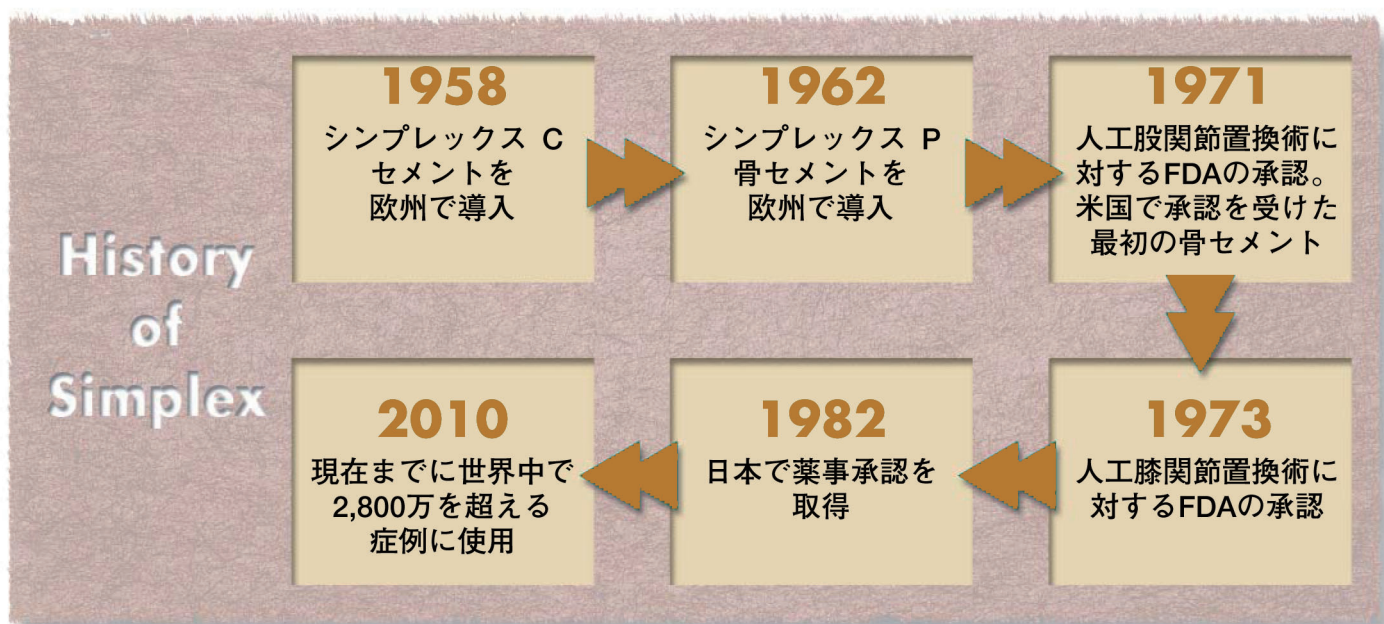 History
of
Simplex
1958
シンプレックス C
セメントを
欧州で導入
1962
シンプレックス P
骨セメントを
欧州で導入
1971
人工股関節置換術に
対するFDAの承認。
米国で承認を受けた
最初の骨セメント
1973
人工膝関節置換術に
対するFDAの承認
1982
日本で薬事承認を
取得
2010
現在までに世界中で
2,800万を超える
症例に使用